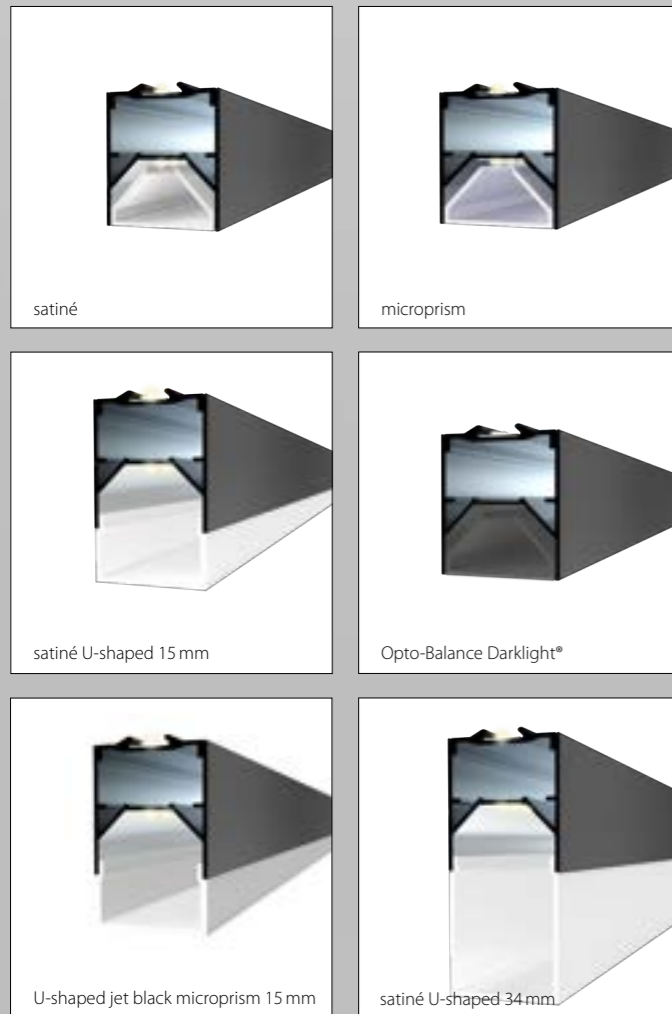 satiné
microprism
satiné U-shaped 15 mm
Opto-Balance Darklight®
U-shaped jet black microprism 15 mm
satiné U-shaped 34 mm